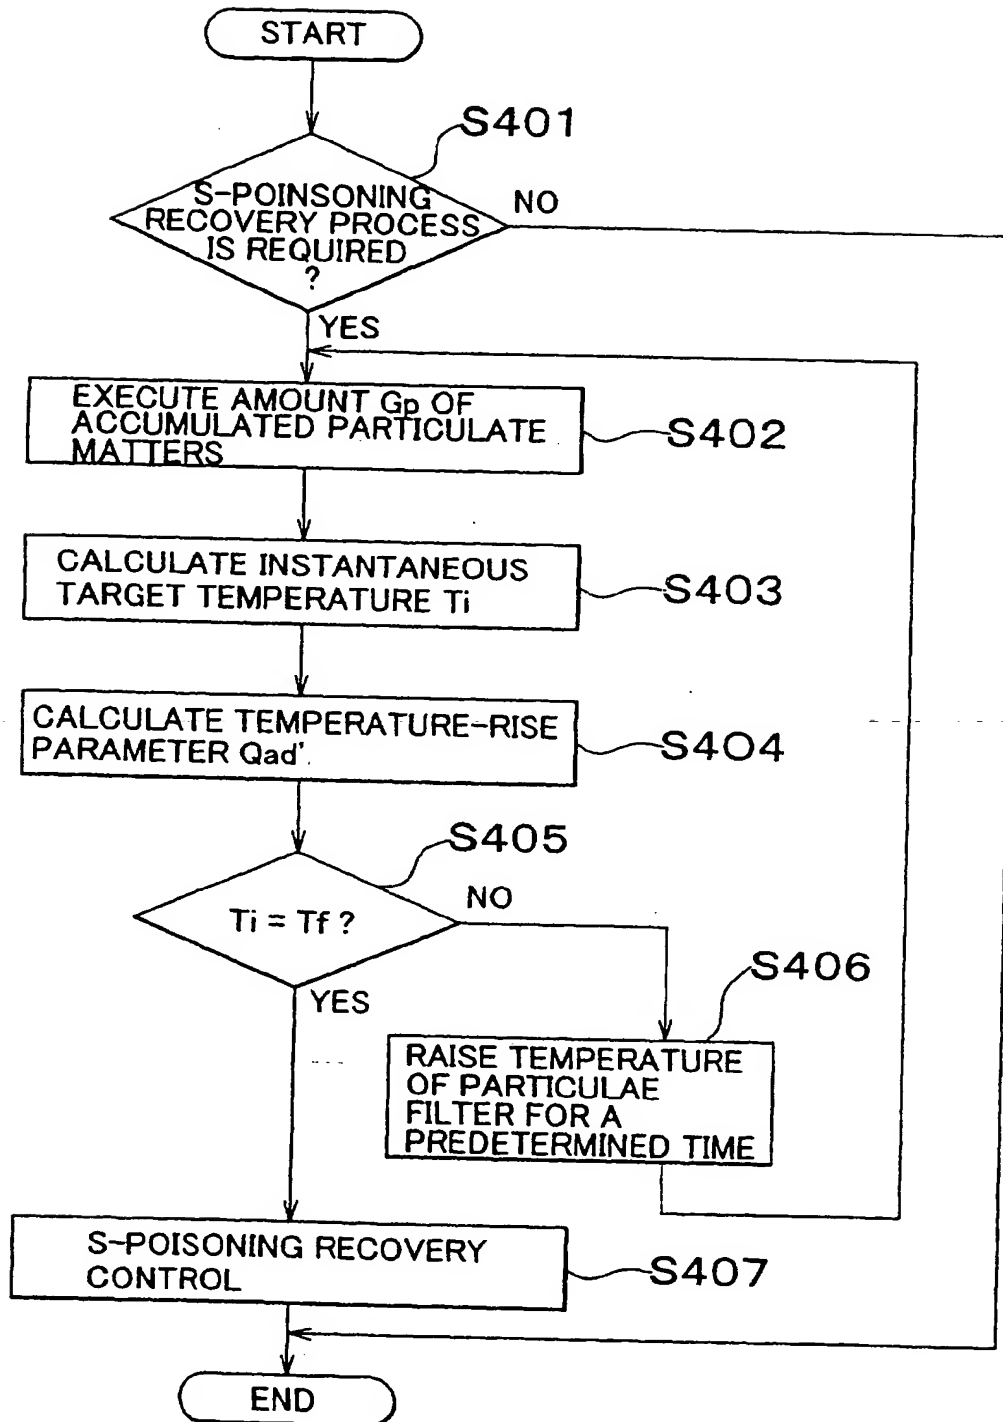 START
S401
S-POINSONING
RECOVERY PROCESS
IS REQUIRED
?
NO
YES
EXECUTE AMOUNT Gp OF
ACCUMULATED PARTICULATE
MATTERS
S402
CALCULATE INSTANTANEOUS
TARGET TEMPERATURE Ti
S403
CALCULATE TEMPERATURE-RISE
PARAMETER Qad'.
S404
S405
Ti = Tf ?
NO
YES
S406
RAISE TEMPERATURE
OF PARTICULAE
FILTER FOR A
PREDETERMINED TIME
S-POISONING RECOVERY
CONTROL
S407
END